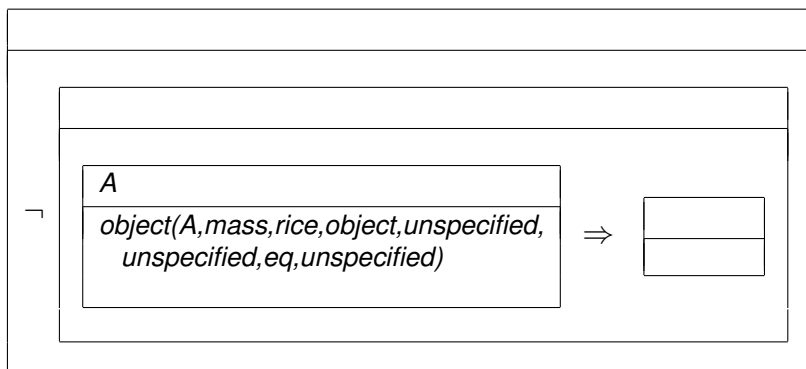 A
object(A,mass,rice,object,unspecified,
unspecified,eq,unspecified)
¬
⇒